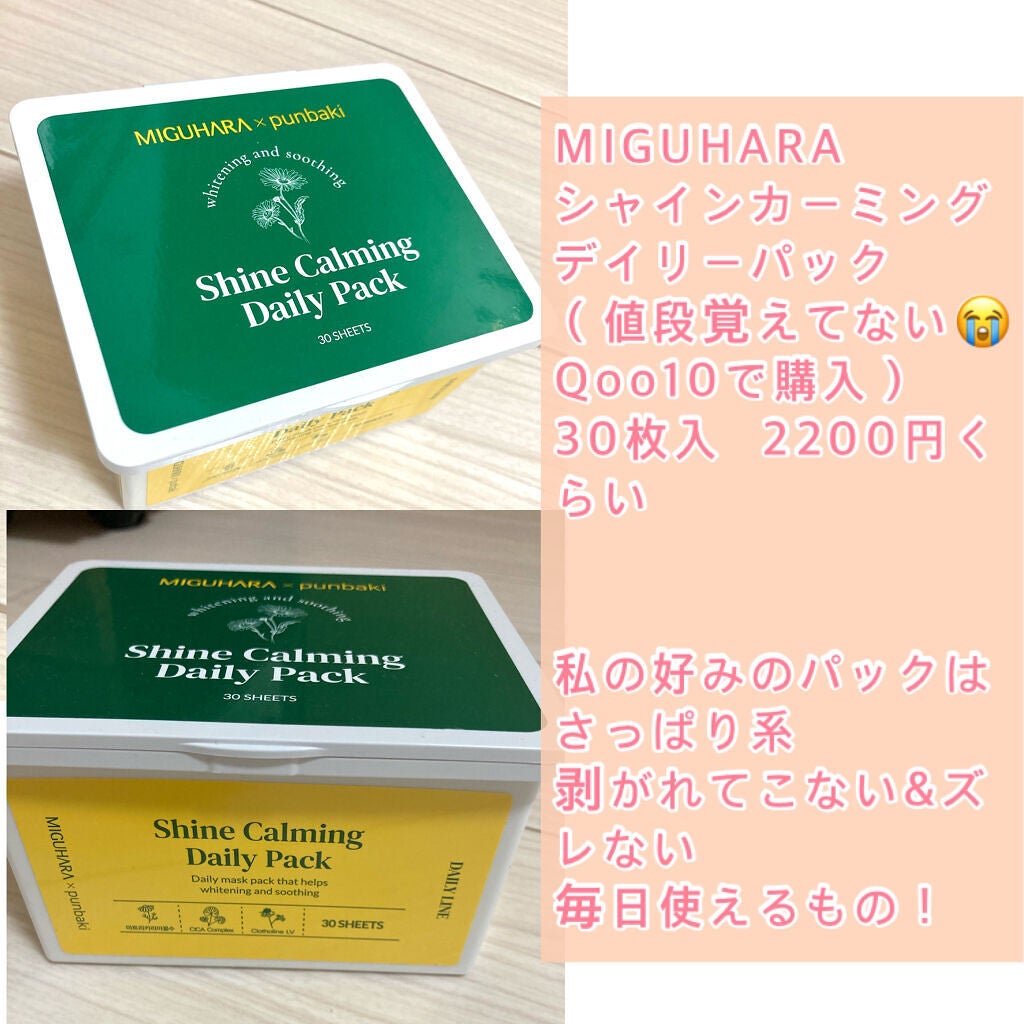 MIGUHARA × punbaki
whitening and soothing
Shine Calming
Daily Pack
30 SHEETS
Daily Pack
MIGUHARA × punbaki
whitening and soothing
Shine Calming
Daily Pack
30 SHEETS
MIGUHARA × punbaki
Shine Calming
Daily Pack
Daily mask pack that helps
whitening and soothing
CICA Complex
30 SHEETS
DAILY LINE
MIGUHARA
シャインカーミング
デイリーパック
（値段覚えてない😭
Qoo10で購入）
30枚入 2200円く
らい
私の好みのパックは
さっぱり系
剥がれてこない&ズ
レない
毎日使えるもの！